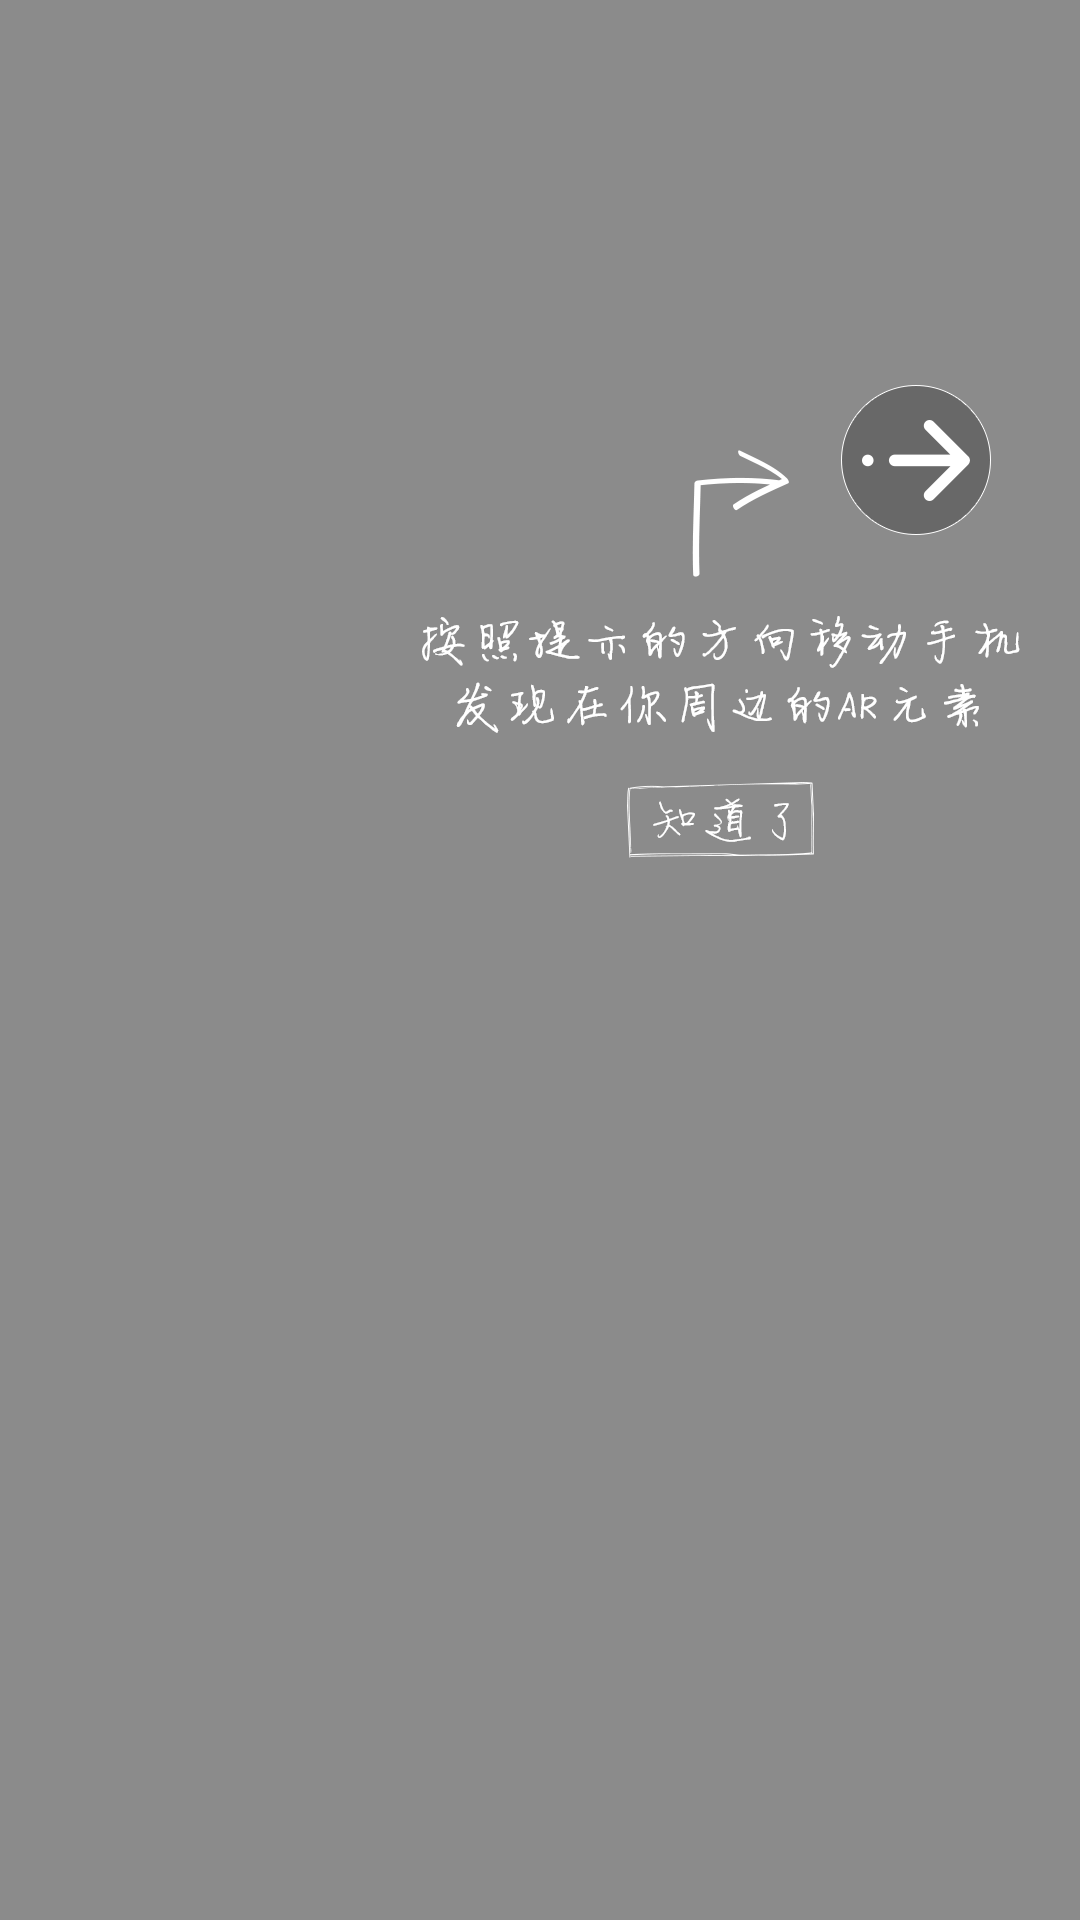 按照提示的方向移动手机
发现在你周边的AR元素
知道了